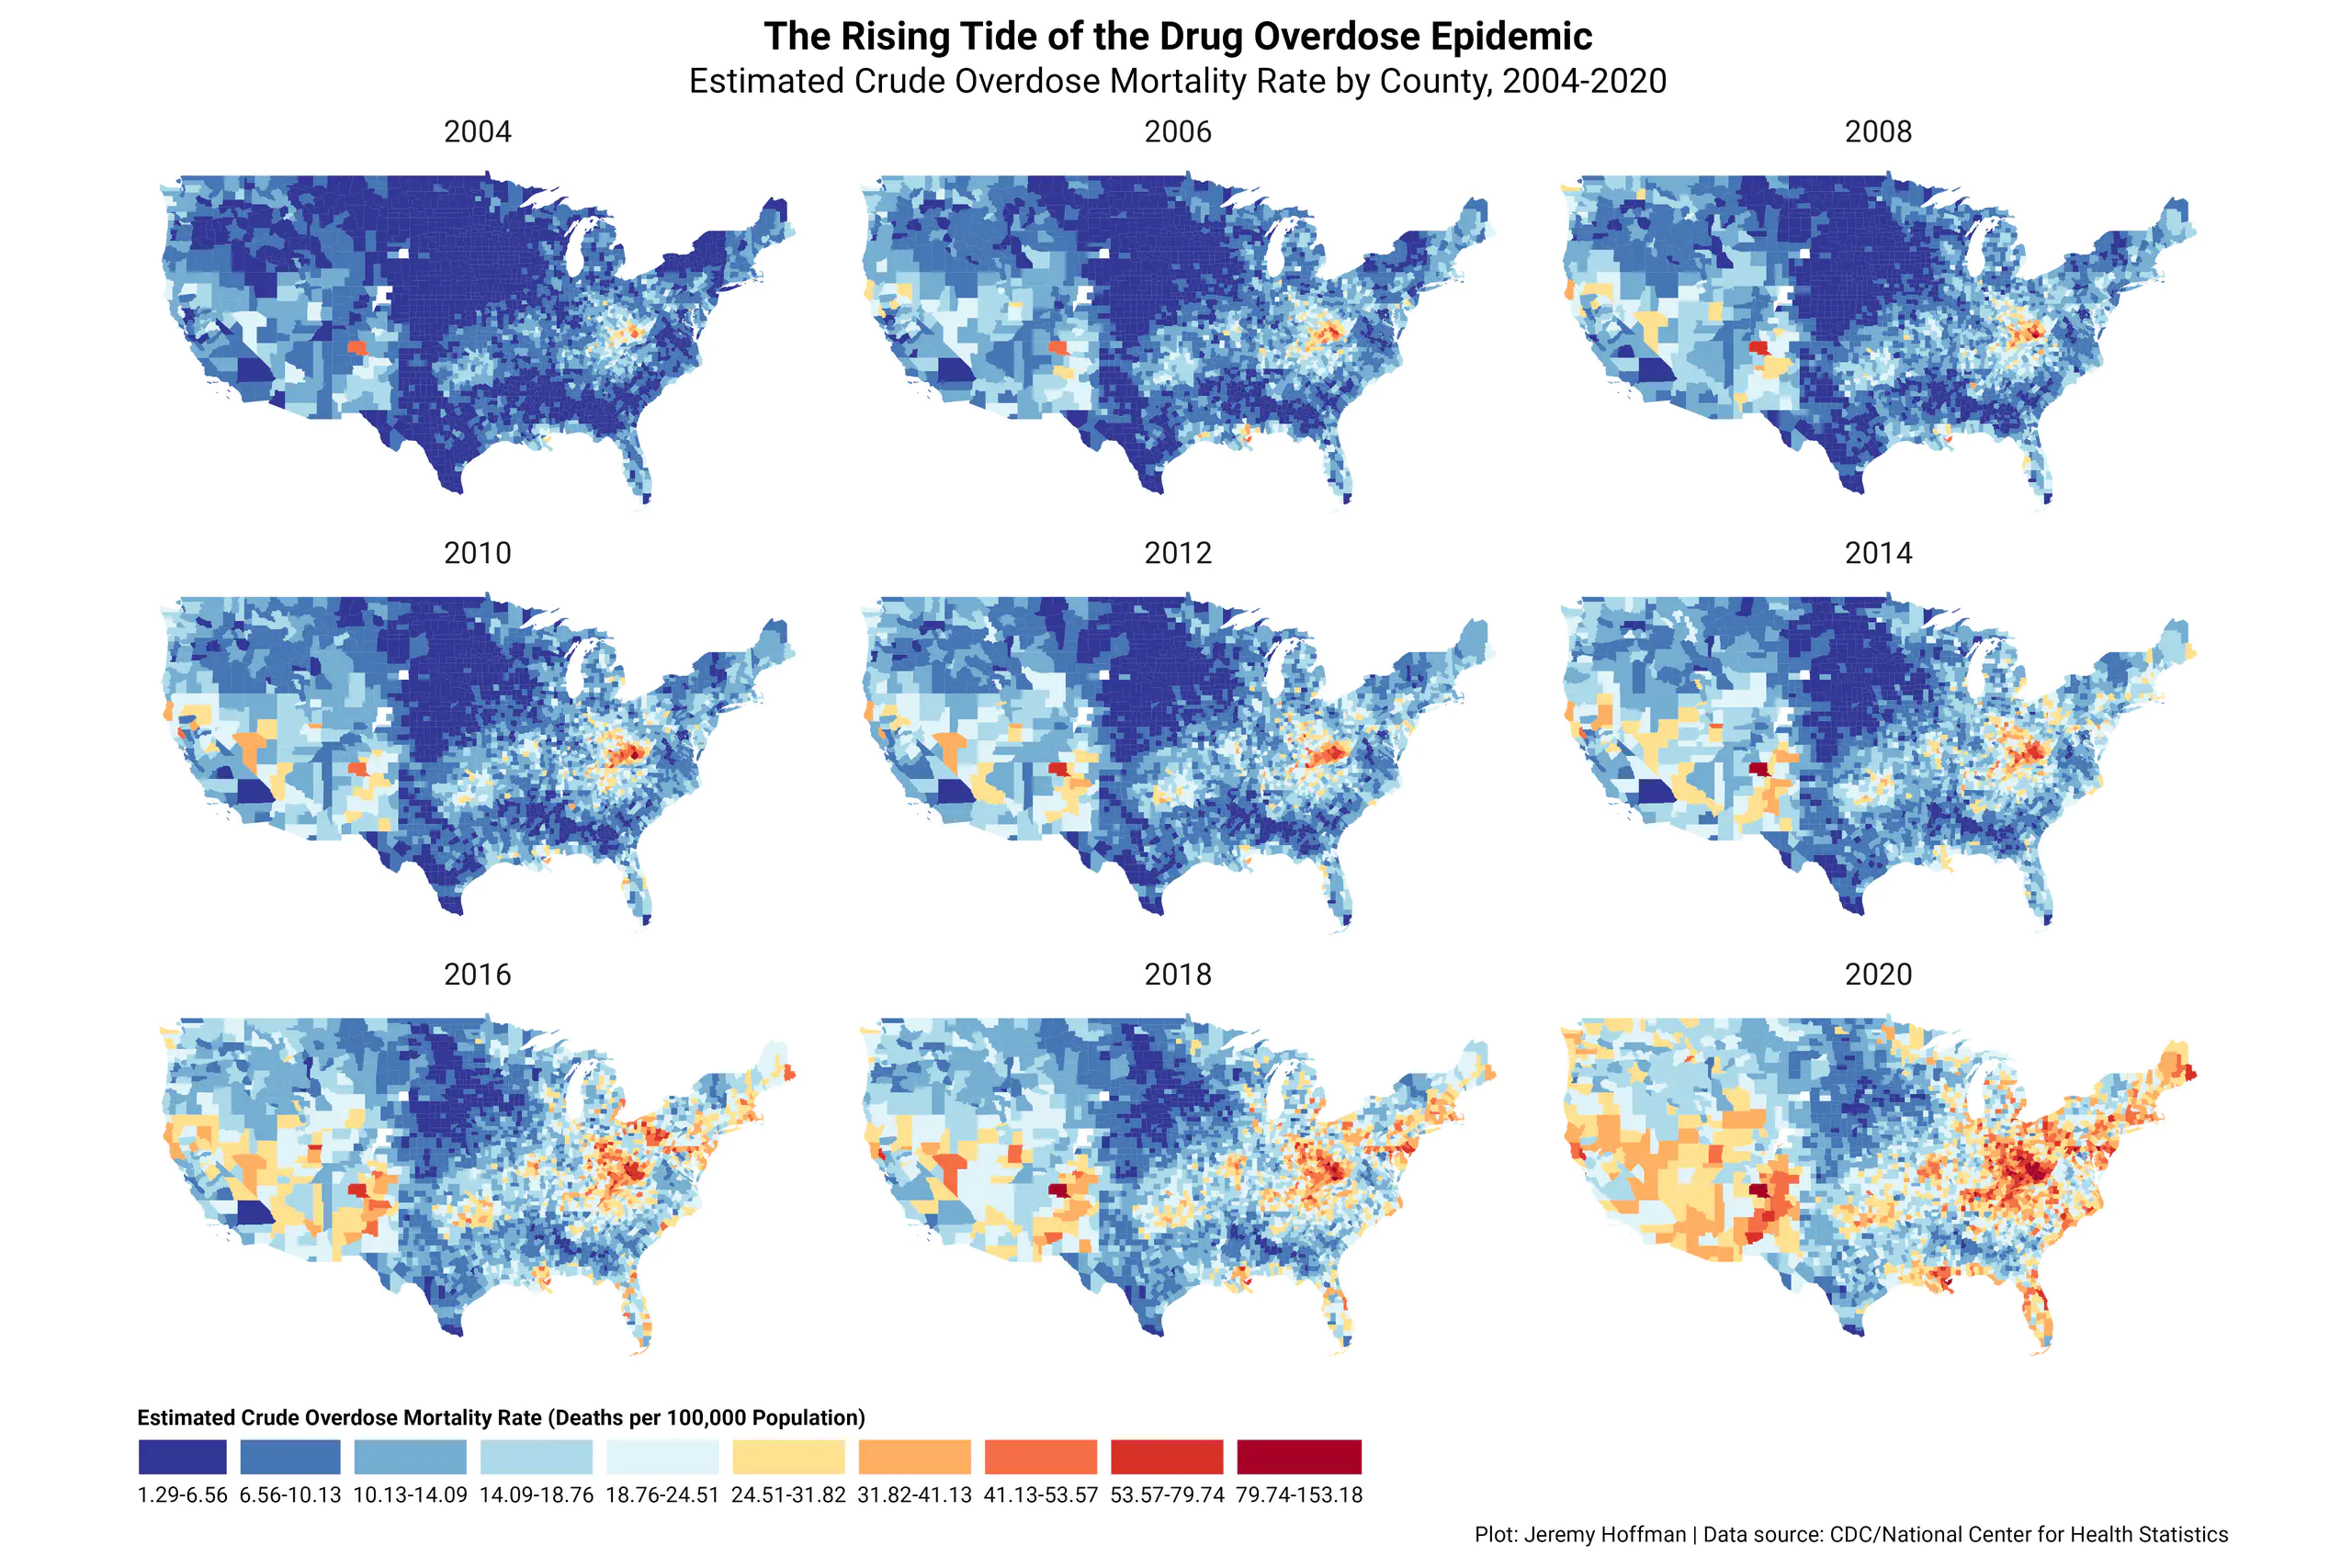 The Rising Tide of the Drug Overdose Epidemic
Estimated Crude Overdose Mortality Rate by County, 2004-2020
2004 2006 2008
2010 2012 2014
2016 2018 2020
Estimated Crude Overdose Mortality Rate (Deaths per 100,000 Population)
1.29-6.56 6.56-10.13 10.13-14.09 14.09-18.76 18.76-24.51 24.51-31.82 31.82-41.13 41.13-53.57 53.57-79.74 79.74-153.18
Plot: Jeremy Hoffman | Data source: CDC/National Center for Health Statistics